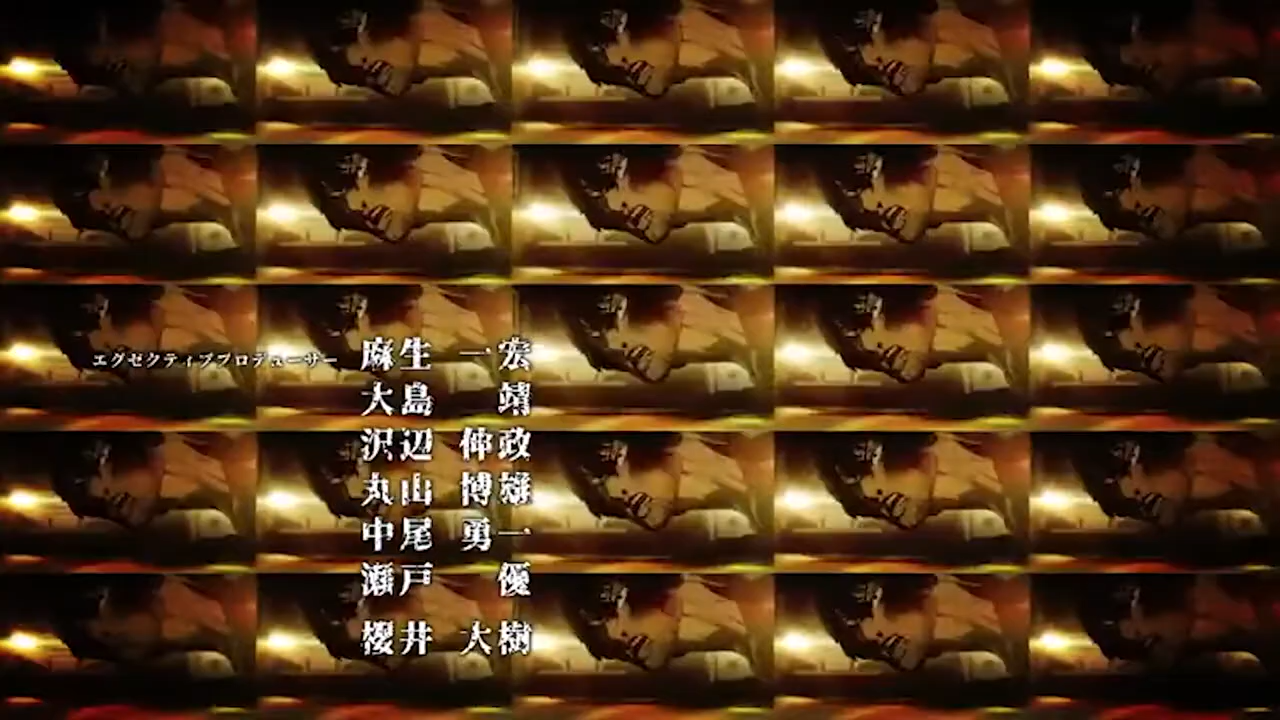 エグゼクティブプロデューサー 麻生 一宏
大島 靖
沢辺 伸政
丸山 博雄
中尾 勇一
瀬戸 優
櫻井 大樹